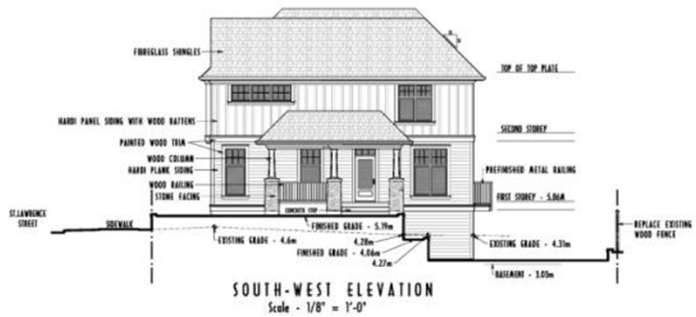 FIBREGLASS SHINGLES
TOP OF TOP PLATE
HARDI PANEL SIDING WITH WOOD BATTENS
SECOND STOREY
PAINTED WOOD TRIM
WOOD COLUMN
HARDI PLANK SIDING
PREFINISHED METAL RAILING
WOOD RAILING
STONE FACING
FIRST STOREY - 5.86M
CONCRETE STEP
ST.LAWRENCE
STREET
SIDEWALK
FINISHED GRADE - 5.19m
REPLACE EXISTING
WOOD FENCE
EXISTING GRADE - 4.6m
4.28m
EXISTING GRADE - 4.31m
FINISHED GRADE - 4.06m
4.27m
BASEMENT - 3.03m
SOUTH-WEST ELEVATION
Scale - 1/8" = 1'-0"